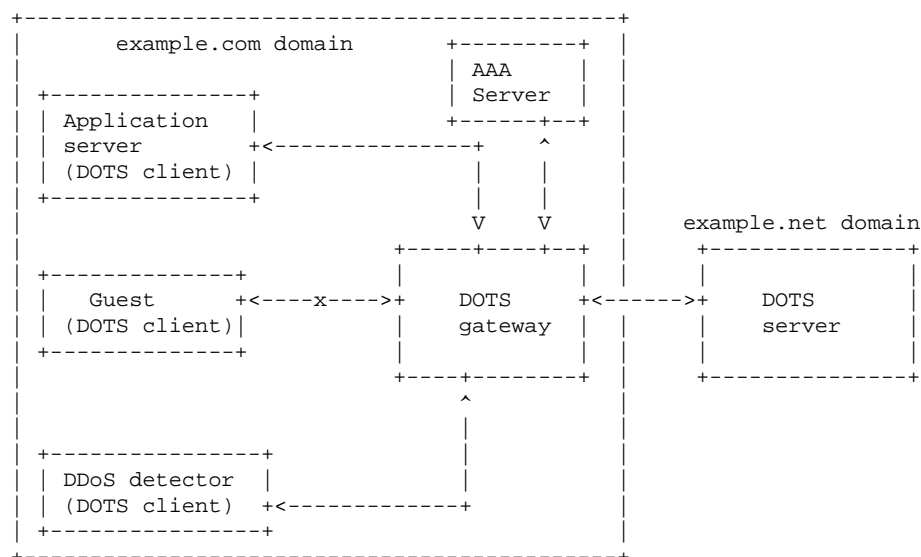 example.com domain
AAA
Server
Application
server
(DOTS client)
example.net domain
Guest
(DOTS client)
x
DOTS
gateway
DOTS
server
DDoS detector
(DOTS client)